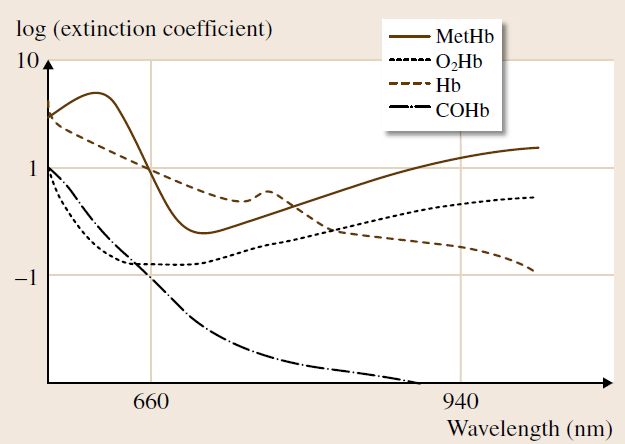 log (extinction coefficient)
MetHb
O₂Hb
Hb
COHb
10
1
–1
660
940
Wavelength (nm)